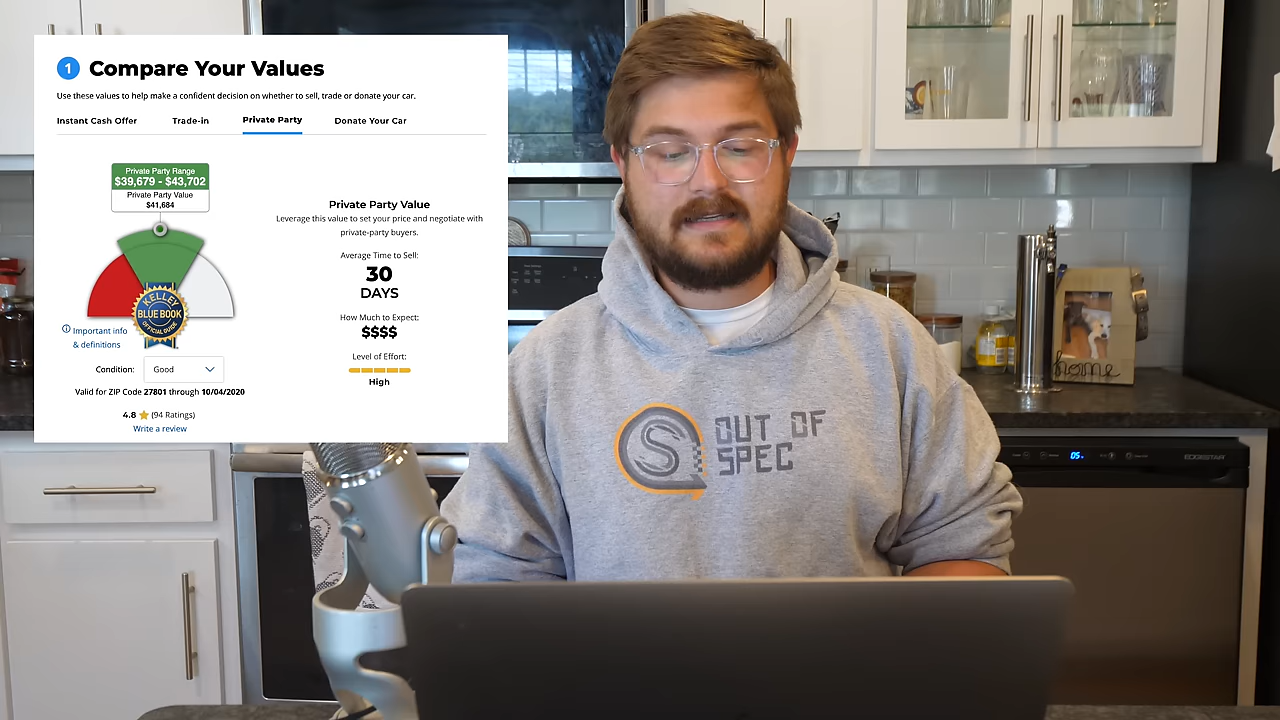 1 Compare Your Values
Use these values to help make a confident decision on whether to sell, trade or donate your car.
Instant Cash Offer Trade-in Private Party Donate Your Car
Private Party Range
$39,679 - $43,702
Private Party Value
$41,684
KELLEY
BLUE BOOK
OFFICIAL GUIDE
Important info
& definitions
Condition: Good
Valid for ZIP Code 27801 through 10/04/2020
4.8 (94 Ratings)
Write a review
Private Party Value
Leverage this value to set your price and negotiate with
private-party buyers.
Average Time to Sell:
30
DAYS
How Much to Expect:
$$$$
Level of Effort:
High
S OUT OF
SPEC
home
05